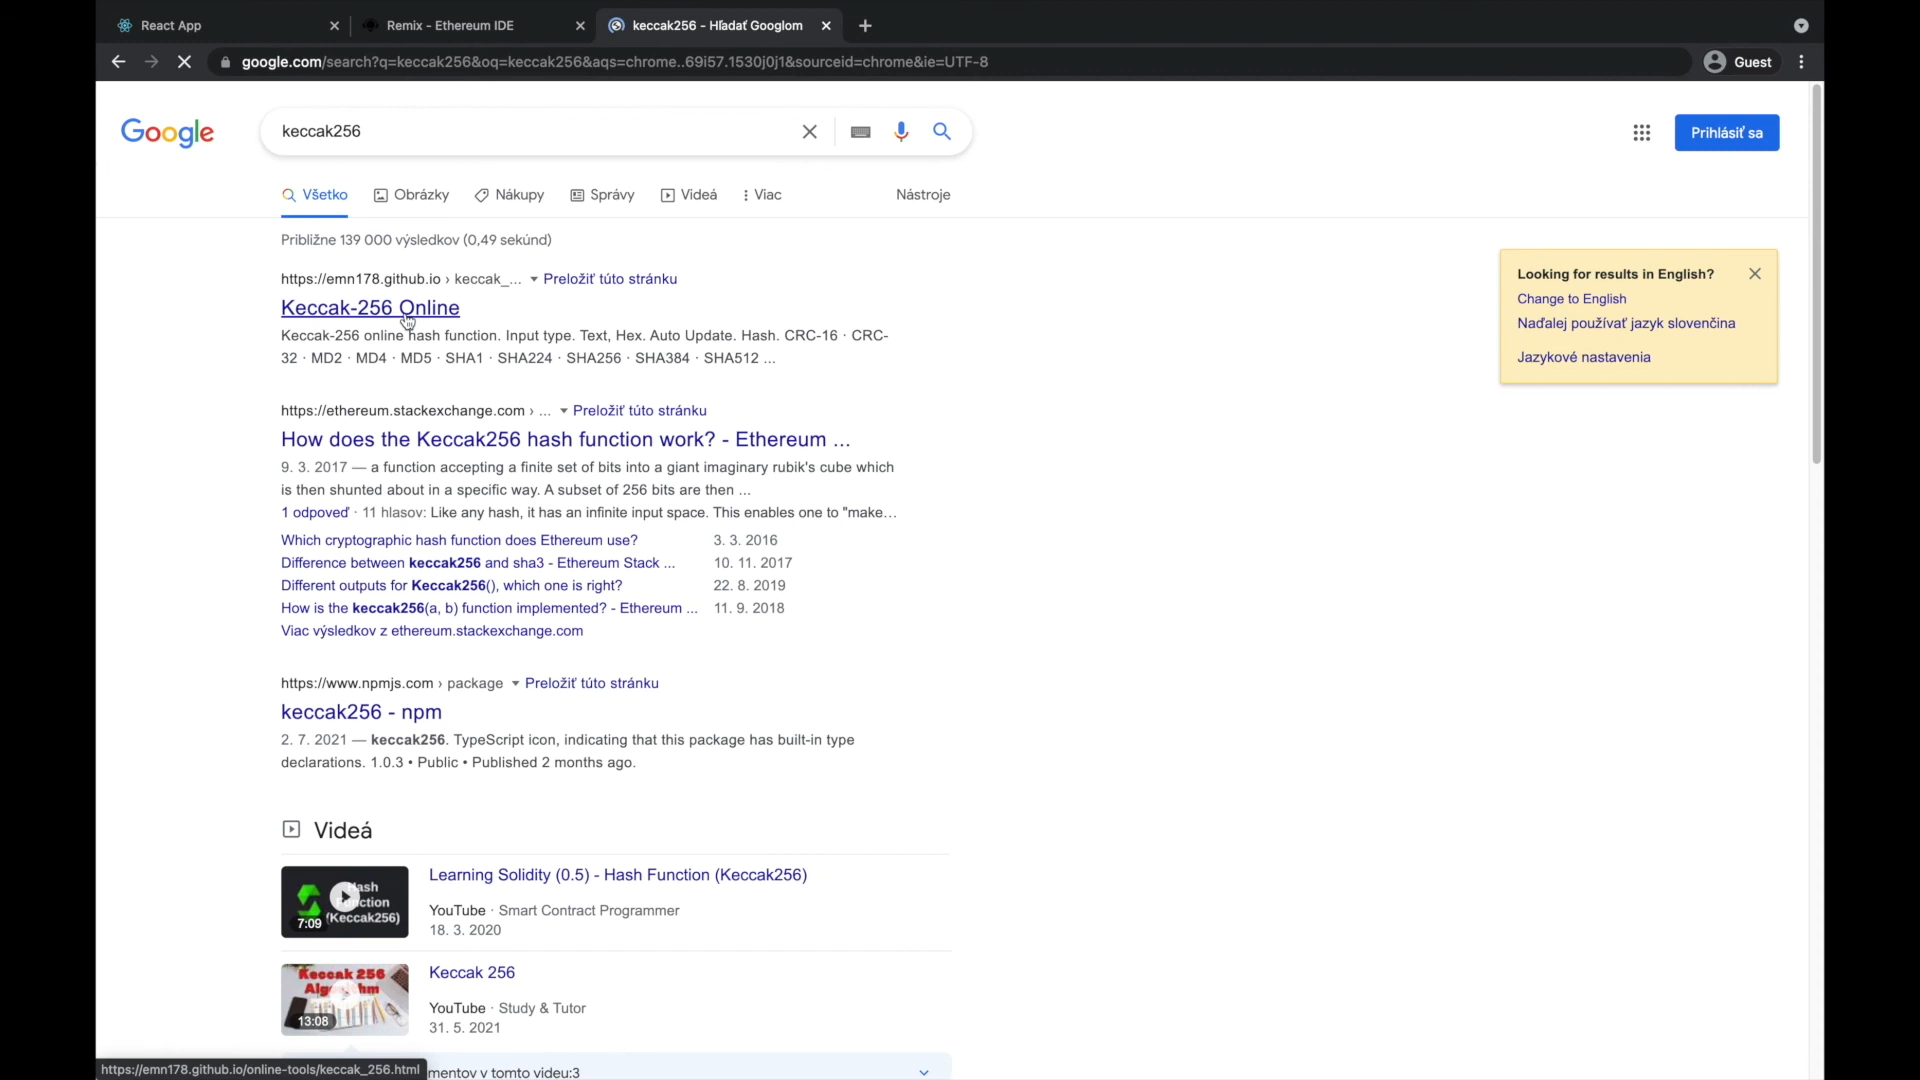 React App
Remix - Ethereum IDE
keccak256 - Hľadať Googlom
google.com/search?q=keccak256&oq=keccak256&aqs=chrome..69i57.1530j0j1&sourceid=chrome&ie=UTF-8
Guest
Google
keccak256
Prihlásiť sa
Všetko
Obrázky
Nákupy
Správy
Videá
Viac
Nástroje
Približne 139 000 výsledkov (0,49 sekúnd)
https://emn178.github.io › keccak_... Preložiť túto stránku
Keccak-256 Online
Keccak-256 online hash function. Input type. Text, Hex. Auto Update. Hash. CRC-16 · CRC-
32 · MD2 · MD4 · MD5 · SHA1 · SHA224 · SHA256 · SHA384 · SHA512 ...
Looking for results in English?
Change to English
Naďalej používať jazyk slovenčina
Jazykové nastavenia
https://ethereum.stackexchange.com › ... Preložiť túto stránku
How does the Keccak256 hash function work? - Ethereum ...
9. 3. 2017 — a function accepting a finite set of bits into a giant imaginary rubik's cube which
is then shunted about in a specific way. A subset of 256 bits are then ...
1 odpoveď · 11 hlasov: Like any hash, it has an infinite input space. This enables one to "make...
Which cryptographic hash function does Ethereum use? 3. 3. 2016
Difference between keccak256 and sha3 - Ethereum Stack ... 10. 11. 2017
Different outputs for Keccak256(), which one is right? 22. 8. 2019
How is the keccak256(a, b) function implemented? - Ethereum ... 11. 9. 2018
Viac výsledkov z ethereum.stackexchange.com
https://www.npmjs.com › package Preložiť túto stránku
keccak256 - npm
2. 7. 2021 — keccak256. TypeScript icon, indicating that this package has built-in type
declarations. 1.0.3 • Public • Published 2 months ago.
Videá
Hash
Function
(Keccak256)
7:09
Learning Solidity (0.5) - Hash Function (Keccak256)
YouTube · Smart Contract Programmer
18. 3. 2020
Keccak 256
13:08
Keccak 256
YouTube · Study & Tutor
31. 5. 2021
https://emn178.github.io/online-tools/keccak_256.html
mentov v tomto videu:3